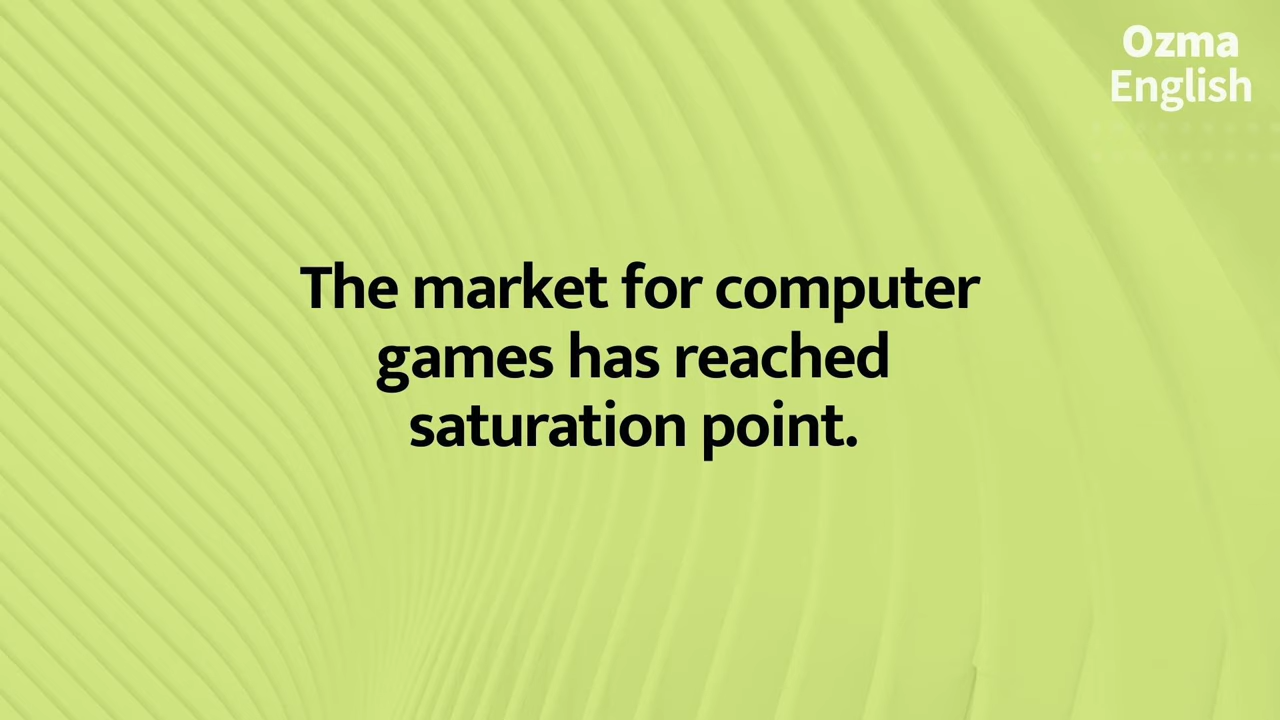 Ozma
English
The market for computer
games has reached
saturation point.